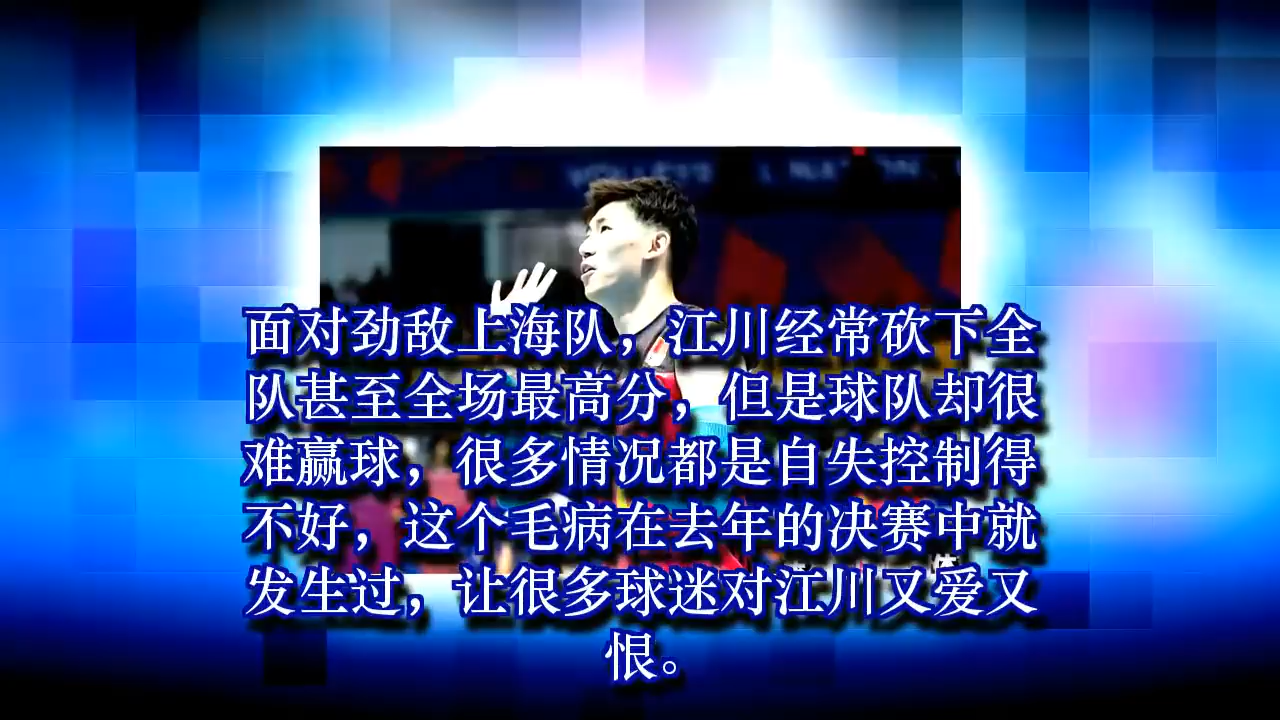 VOLLEY
L NATION
面对劲敌上海队，江川经常砍下全
队甚至全场最高分，但是球队却很
难赢球，很多情况都是自失控制得
不好，这个毛病在去年的决赛中就
发生过，让很多球迷对江川又爱又
恨。